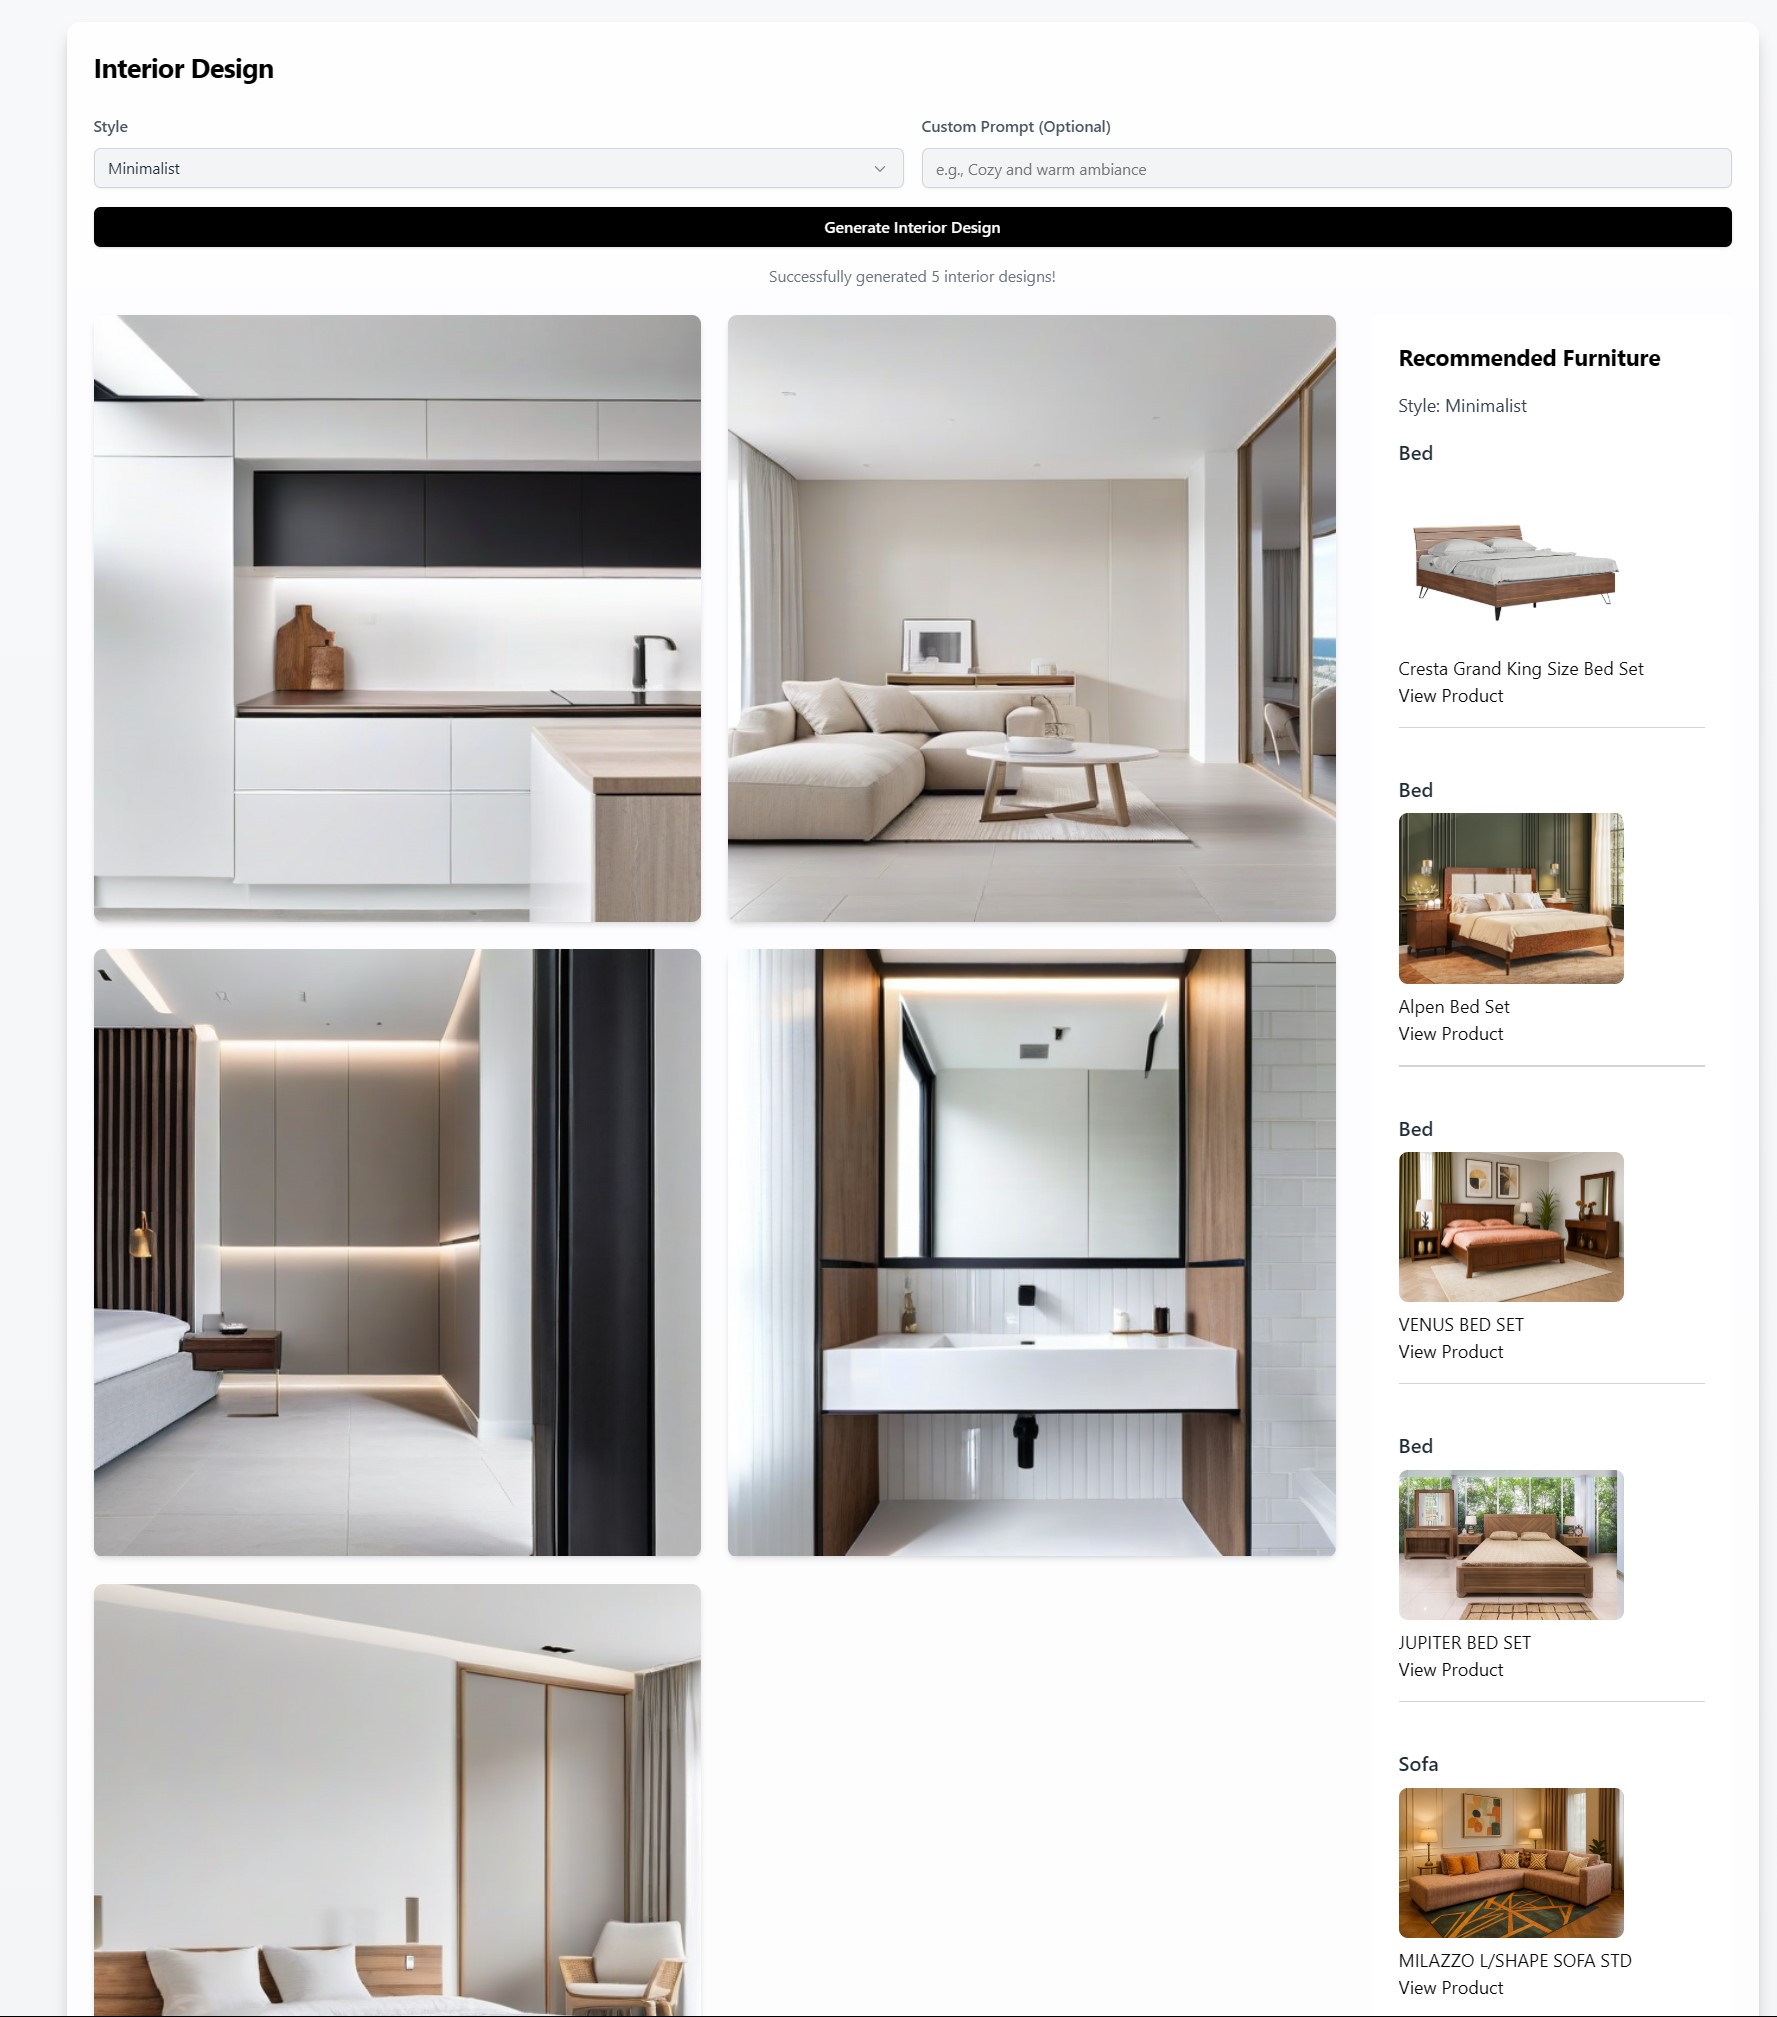 Interior Design
Style
Custom Prompt (Optional)
Minimalist
e.g., Cozy and warm ambiance
Generate Interior Design
Successfully generated 5 interior designs!
Recommended Furniture
Style: Minimalist
Bed
Cresta Grand King Size Bed Set
View Product
Bed
Alpen Bed Set
View Product
Bed
VENUS BED SET
View Product
Bed
JUPITER BED SET
View Product
Sofa
MILAZZO L/SHAPE SOFA STD
View Product